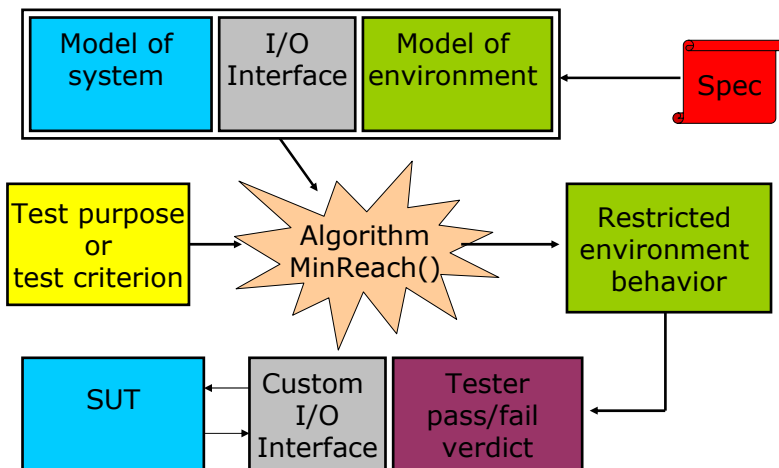 Model of
system
I/O
Interface
Model of
environment
Spec
Test purpose
or
test criterion
Algorithm
MinReach()
Restricted
environment
behavior
SUT
Custom
I/O
Interface
Tester
pass/fail
verdict